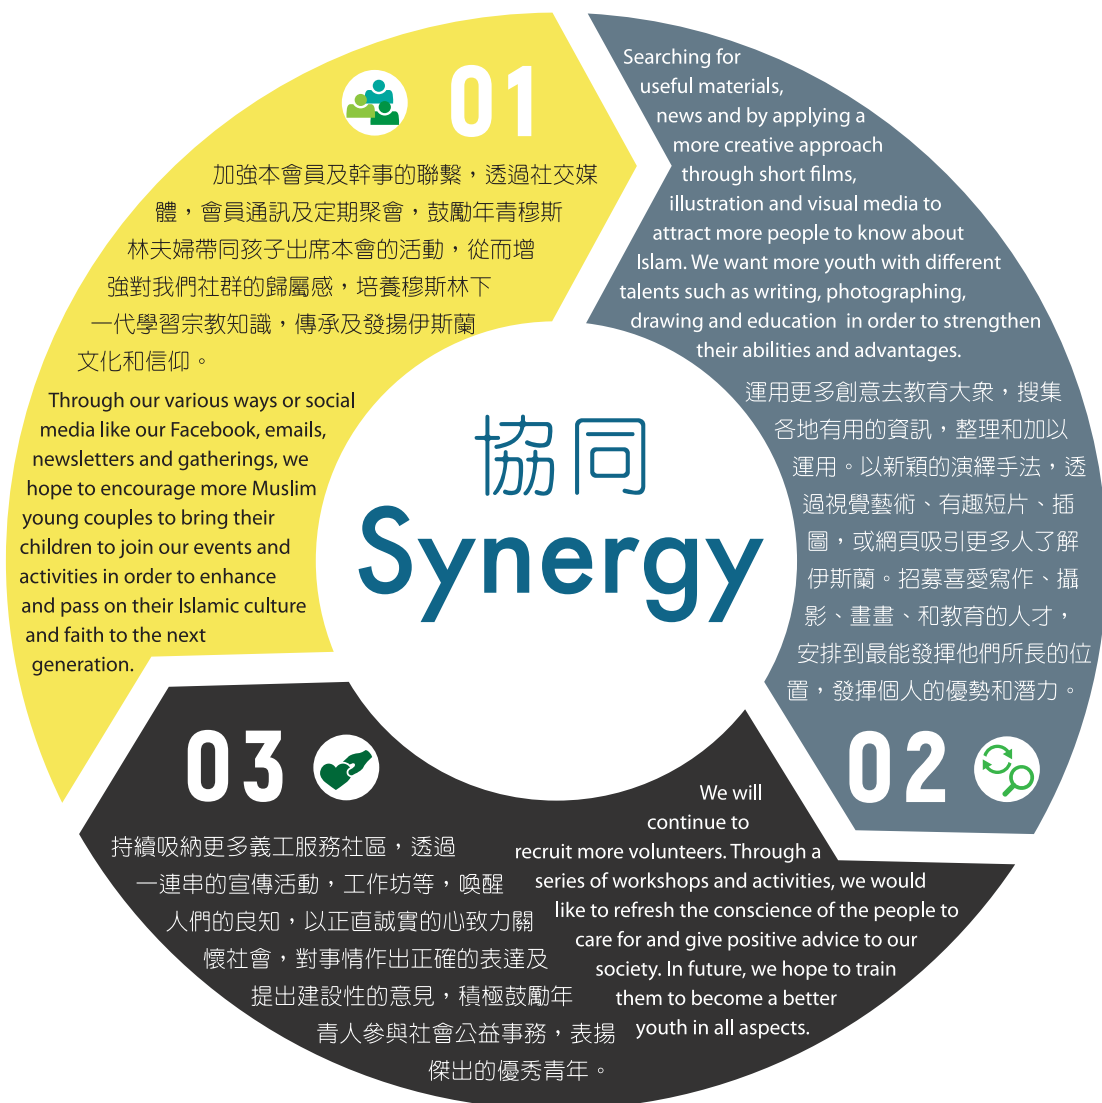 01
加強本會員及幹事的聯繫，透過社交媒
體，會員通訊及定期聚會，鼓勵年青穆斯
林夫婦帶同孩子出席本會的活動，從而增
強對我們社群的歸屬感，培養穆斯林下
一代學習宗教知識，傳承及發揚伊斯蘭
文化和信仰。
Through our various ways or social
media like our Facebook, emails,
newsletters and gatherings, we
hope to encourage more Muslim
young couples to bring their
children to join our events and
activities in order to enhance
and pass on their Islamic culture
and faith to the next
generation.
協同
Synergy
Searching for
useful materials,
news and by applying a
more creative approach
through short films,
illustration and visual media to
attract more people to know about
Islam. We want more youth with different
talents such as writing, photographing,
drawing and education in order to strengthen
their abilities and advantages.
運用更多創意去教育大衆，搜集
各地有用的資訊，整理和加以
運用。以新穎的演繹手法，透
過視覺藝術、有趣短片、插
圖，或網頁吸引更多人了解
伊斯蘭。招募喜愛寫作、攝
影、畫畫、和教育的人才，
安排到最能發揮他們所長的位
置，發揮個人的優勢和潛力。
02
03
持續吸納更多義工服務社區，透過
一連串的宣傳活動，工作坊等，喚醒
人們的良知，以正直誠實的心致力關
懷社會，對事情作出正確的表達及
提出建設性的意見，積極鼓勵年
青人參與社會公益事務，表揚
傑出的優秀青年。
We will
continue to
recruit more volunteers. Through a
series of workshops and activities, we would
like to refresh the conscience of the people to
care for and give positive advice to our
society. In future, we hope to train
them to become a better
youth in all aspects.